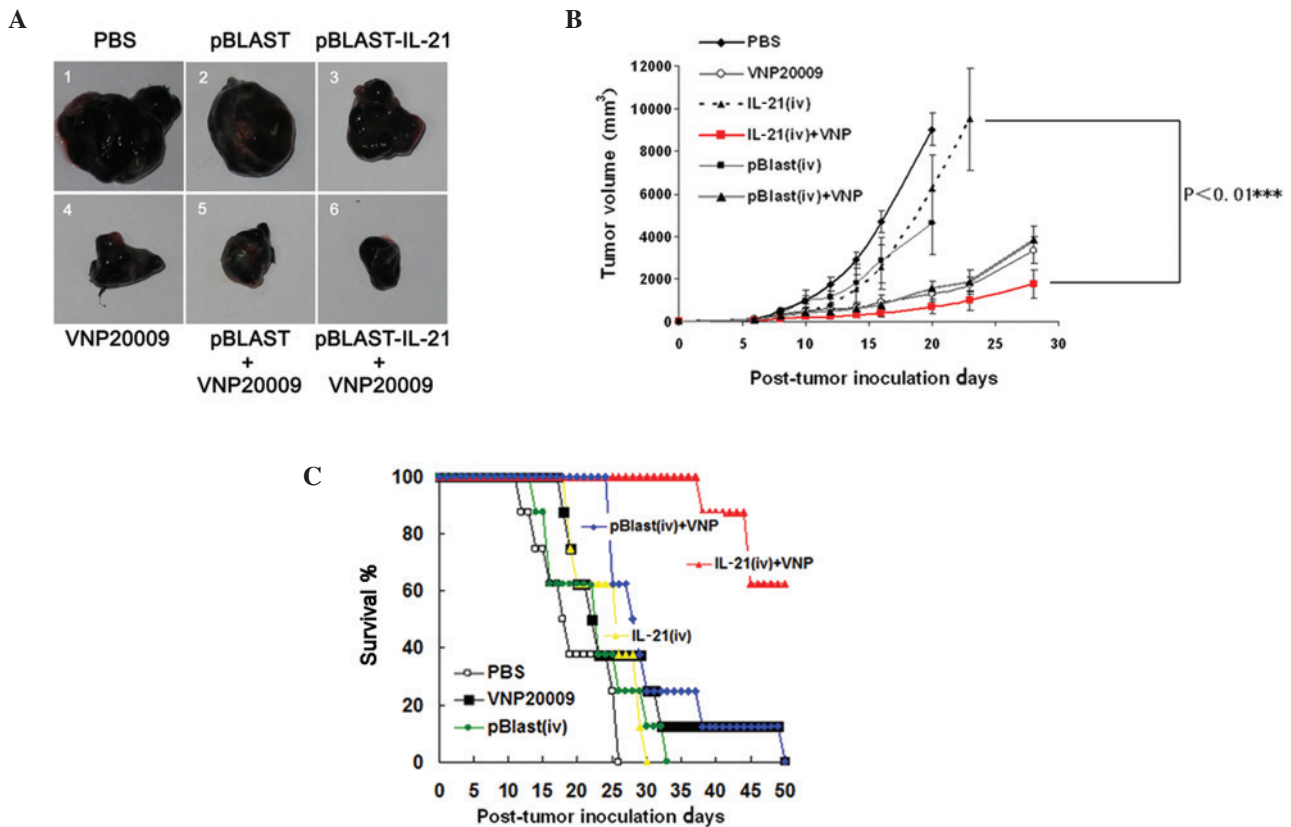 A
PBS pBLAST pBLAST-IL-21
1 2 3
4 5 6
VNP20009 pBLAST pBLAST-IL-21
+ +
VNP20009 VNP20009
B
PBS
VNP20009
IL-21(iv)
IL-21(iv)+VNP
pBlast(iv)
pBlast(iv)+VNP
Tumor volume (mm³)
12000
10000
8000
6000
4000
2000
0
0 5 10 15 20 25 30
Post-tumor inoculation days
P<0.01***
C
Survival %
100
80
60
40
20
0
pBlast(iv)+VNP
IL-21(iv)+VNP
IL-21(iv)
PBS
VNP20009
pBlast(iv)
0 5 10 15 20 25 30 35 40 45 50
Post-tumor inoculation days